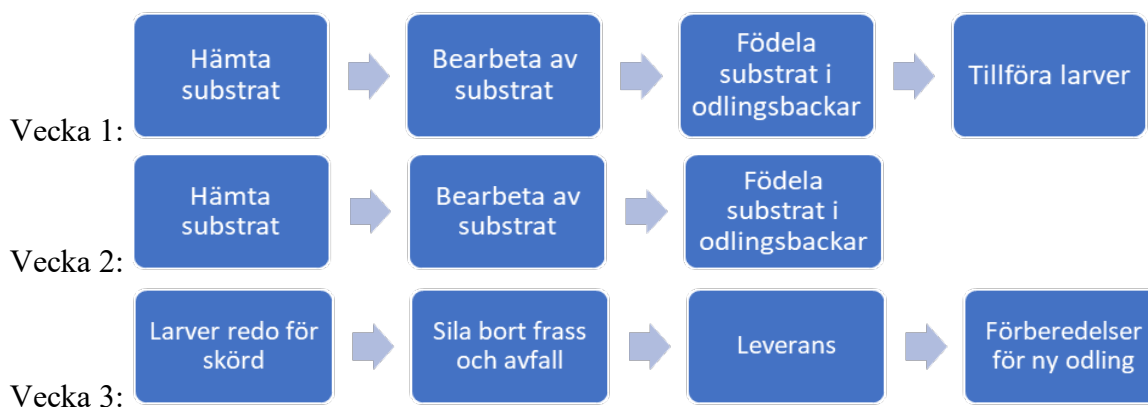 Vecka 1:
Hämta
substrat
Bearbeta av
substrat
Födela
substrat i
odlingsbackar
Tillföra larver
Vecka 2:
Hämta
substrat
Bearbeta av
substrat
Födela
substrat i
odlingsbackar
Vecka 3:
Larver redo för
skörd
Sila bort frass
och avfall
Leverans
Förberedelser
för ny odling